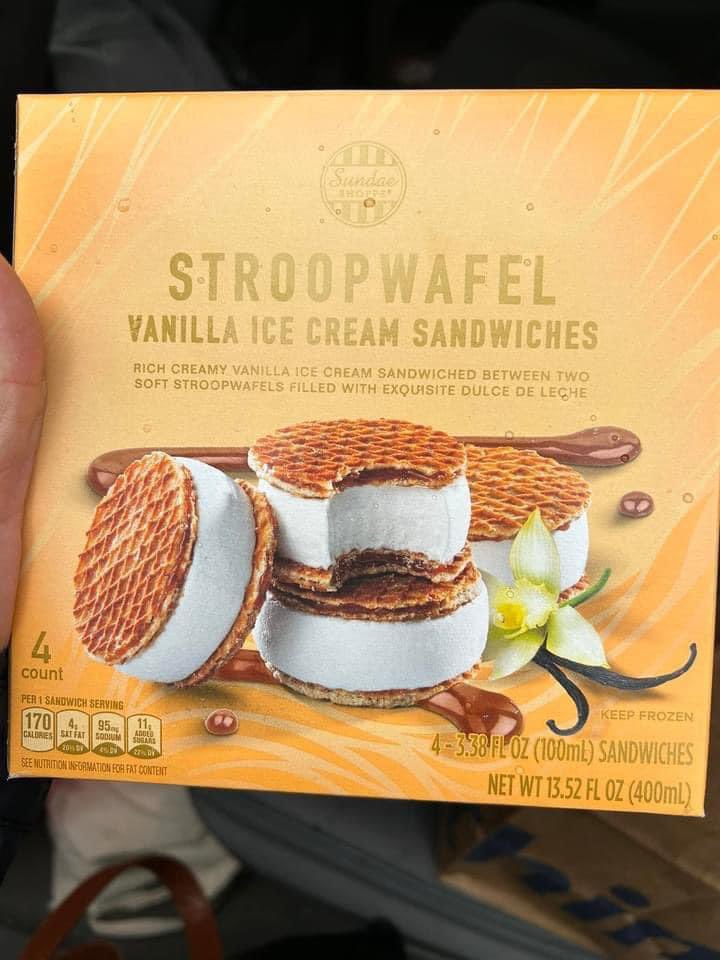 Sundae
SHOPPE®
STROOPWAFEL
VANILLA ICE CREAM SANDWICHES
RICH CREAMY VANILLA ICE CREAM SANDWICHED BETWEEN TWO
SOFT STROOPWAFELS FILLED WITH EXQUISITE DULCE DE LECHE
4
count
PER 1 SANDWICH SERVING
170
CALORIES
4g
SAT FAT
20% DV
95mg
SODIUM
4% DV
11g
ADDED
SUGARS
22% DV
SEE NUTRITION INFORMATION FOR FAT CONTENT
KEEP FROZEN
4-3.38 FL OZ (100mL) SANDWICHES
NET WT 13.52 FL OZ (400mL)